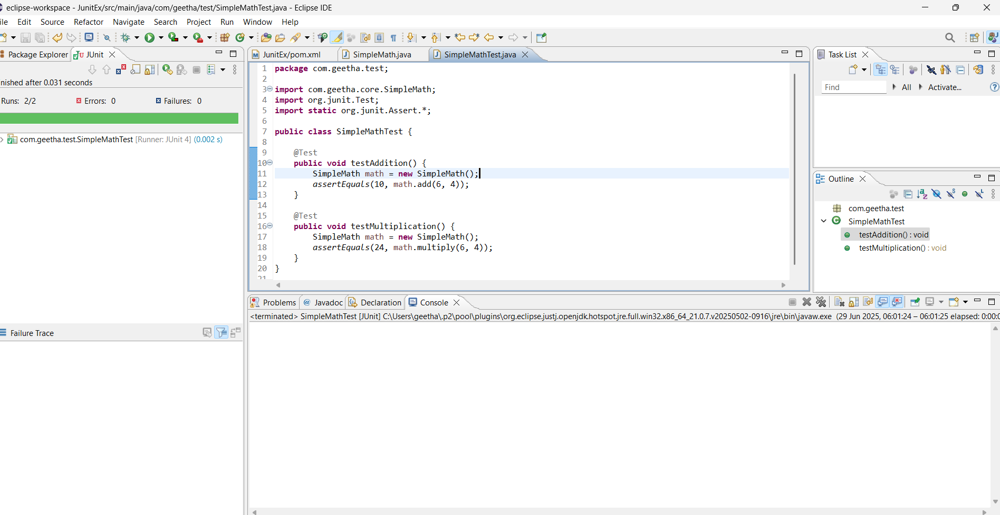 eclipse-workspace - JunitEx/src/main/java/com/geetha/test/SimpleMathTest.java - Eclipse IDE
ile Edit Source Refactor Navigate Search Project Run Window Help
Package Explorer JUnit
nished after 0.031 seconds
Runs: 2/2 Errors: 0 Failures: 0
com.geetha.test.SimpleMathTest [Runner: JUnit 4] (0.002 s)
Failure Trace
JunitEx/pom.xml SimpleMath.java SimpleMathTest.java
1 package com.geetha.test;
2
3 import com.geetha.core.SimpleMath;
4 import org.junit.Test;
5 import static org.junit.Assert.*;
6
7 public class SimpleMathTest {
8
9 @Test
10 public void testAddition() {
11 SimpleMath math = new SimpleMath();
12 assertEquals(10, math.add(6, 4));
13 }
14
15 @Test
16 public void testMultiplication() {
17 SimpleMath math = new SimpleMath();
18 assertEquals(24, math.multiply(6, 4));
19 }
20 }
21
Task List
Find All Activate...
Outline
com.geetha.test
SimpleMathTest
testAddition() : void
testMultiplication() : void
Problems Javadoc Declaration Console
<terminated> SimpleMathTest [JUnit] C:\Users\geetha\.p2\pool\plugins\org.eclipse.justj.openjdk.hotspot.jre.full.win32.x86_64_21.0.7.v20250502-0916\jre\bin\javaw.exe (29 Jun 2025, 06:01:24 – 06:01:25 elapsed: 0:00:0